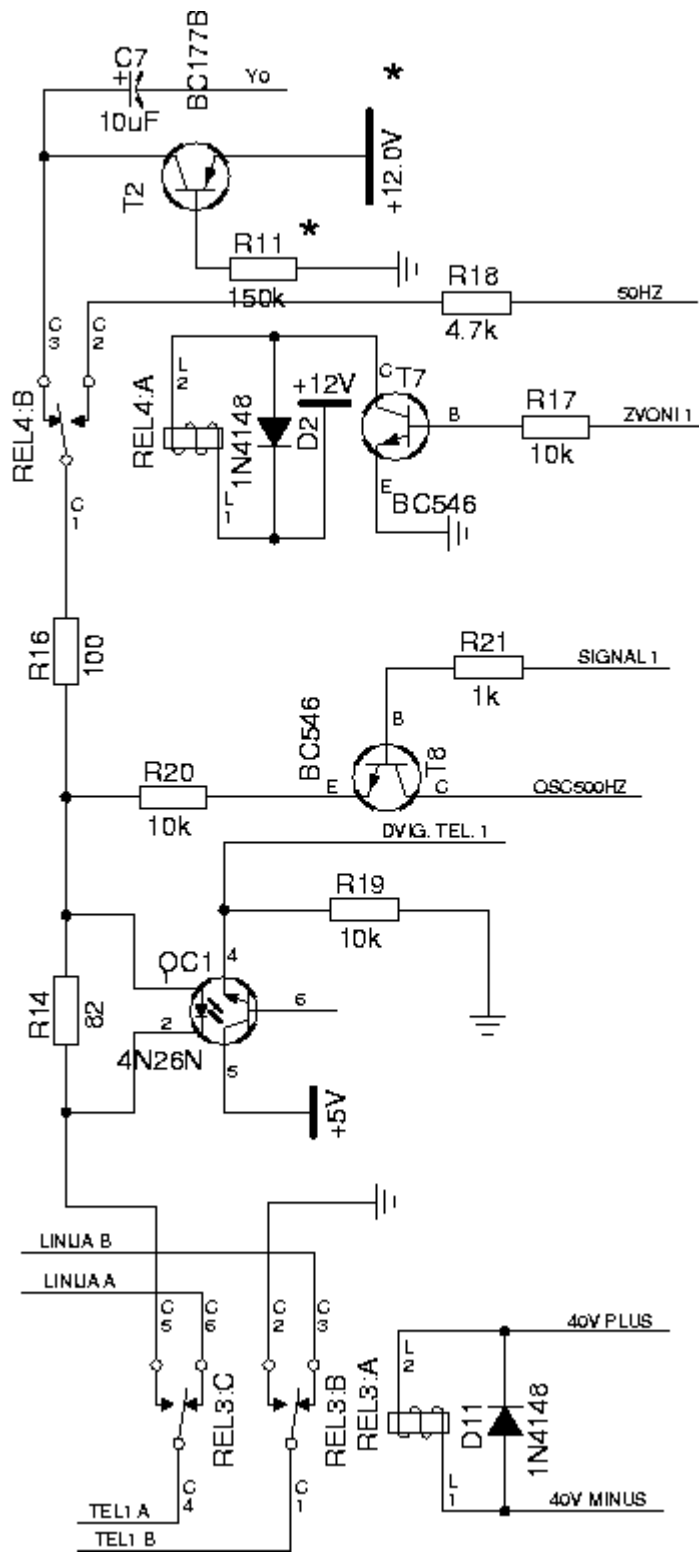 C7
+
10uF
BC177B
Yo
*
T2
+12.0V
R11
*
150k
R18
4.7k
50HZ
C
3
C
2
REL4:B
C
1
L
2
REL4:A
L
1
1N4148
D2
+12V
C
T7
B
E
BC546
R17
10k
ZVONI 1
R16
100
R21
1k
SIGNAL 1
BC546
B
T8
E
C
OSC500HZ
R20
10k
DVIG. TEL. 1
R19
10k
R14
82
OC1
1
4
2
6
5
4N26N
+5V
LINIJA B
LINIJA A
C
5
C
6
C
2
C
3
REL3:C
REL3:B
REL3:A
L
2
L
1
D11
1N4148
40V PLUS
40V MINUS
C
4
C
1
TEL1 A
TEL1 B